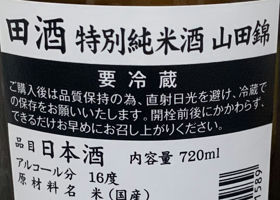 田酒 特別純米酒 山田錦
要冷蔵
ご購入後は品質保持の為、直射日光を避け、冷蔵で
の保存をお願いいたします。開栓前後にかかわらず、
できるだけお早めにお召し上がりください。
品目 日本酒 内容量 720ml
アルコール分 16度
原材料名 米(国産)
1589